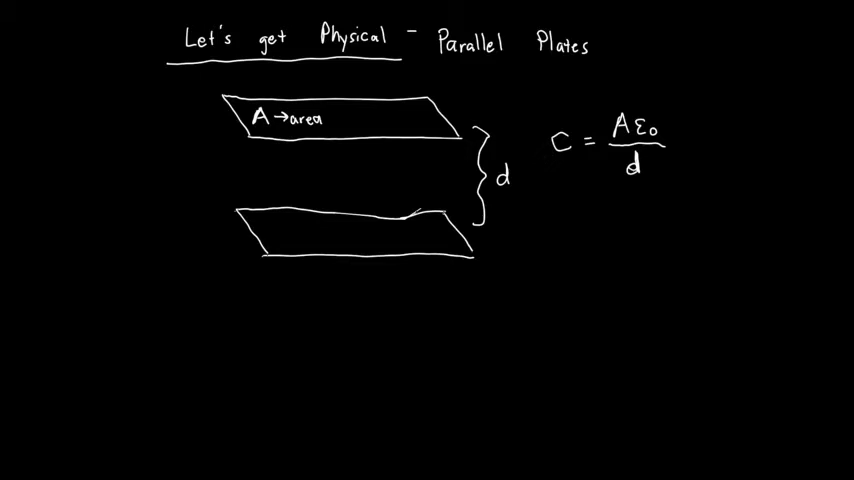 Let's get Physical - Parallel Plates
A → area
d
C = Aε₀/d